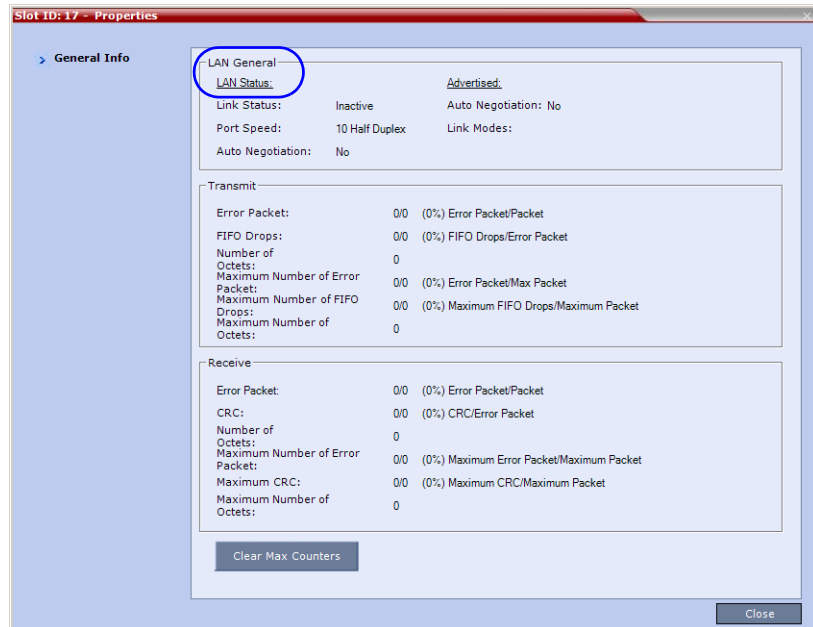 Slot ID: 17 - Properties
General Info
LAN General
LAN Status: Advertised:
Link Status: Inactive Auto Negotiation: No
Port Speed: 10 Half Duplex Link Modes:
Auto Negotiation: No
Transmit
Error Packet: 0/0 (0%) Error Packet/Packet
FIFO Drops: 0/0 (0%) FIFO Drops/Error Packet
Number of
Octets: 0
Maximum Number of Error
Packet: 0/0 (0%) Error Packet/Max Packet
Maximum Number of FIFO
Drops: 0/0 (0%) Maximum FIFO Drops/Maximum Packet
Maximum Number of
Octets: 0
Receive
Error Packet: 0/0 (0%) Error Packet/Packet
CRC: 0/0 (0%) CRC/Error Packet
Number of
Octets: 0
Maximum Number of Error
Packet: 0/0 (0%) Maximum Error Packet/Maximum Packet
Maximum CRC: 0/0 (0%) Maximum CRC/Maximum Packet
Maximum Number of
Octets: 0
Clear Max Counters
Close